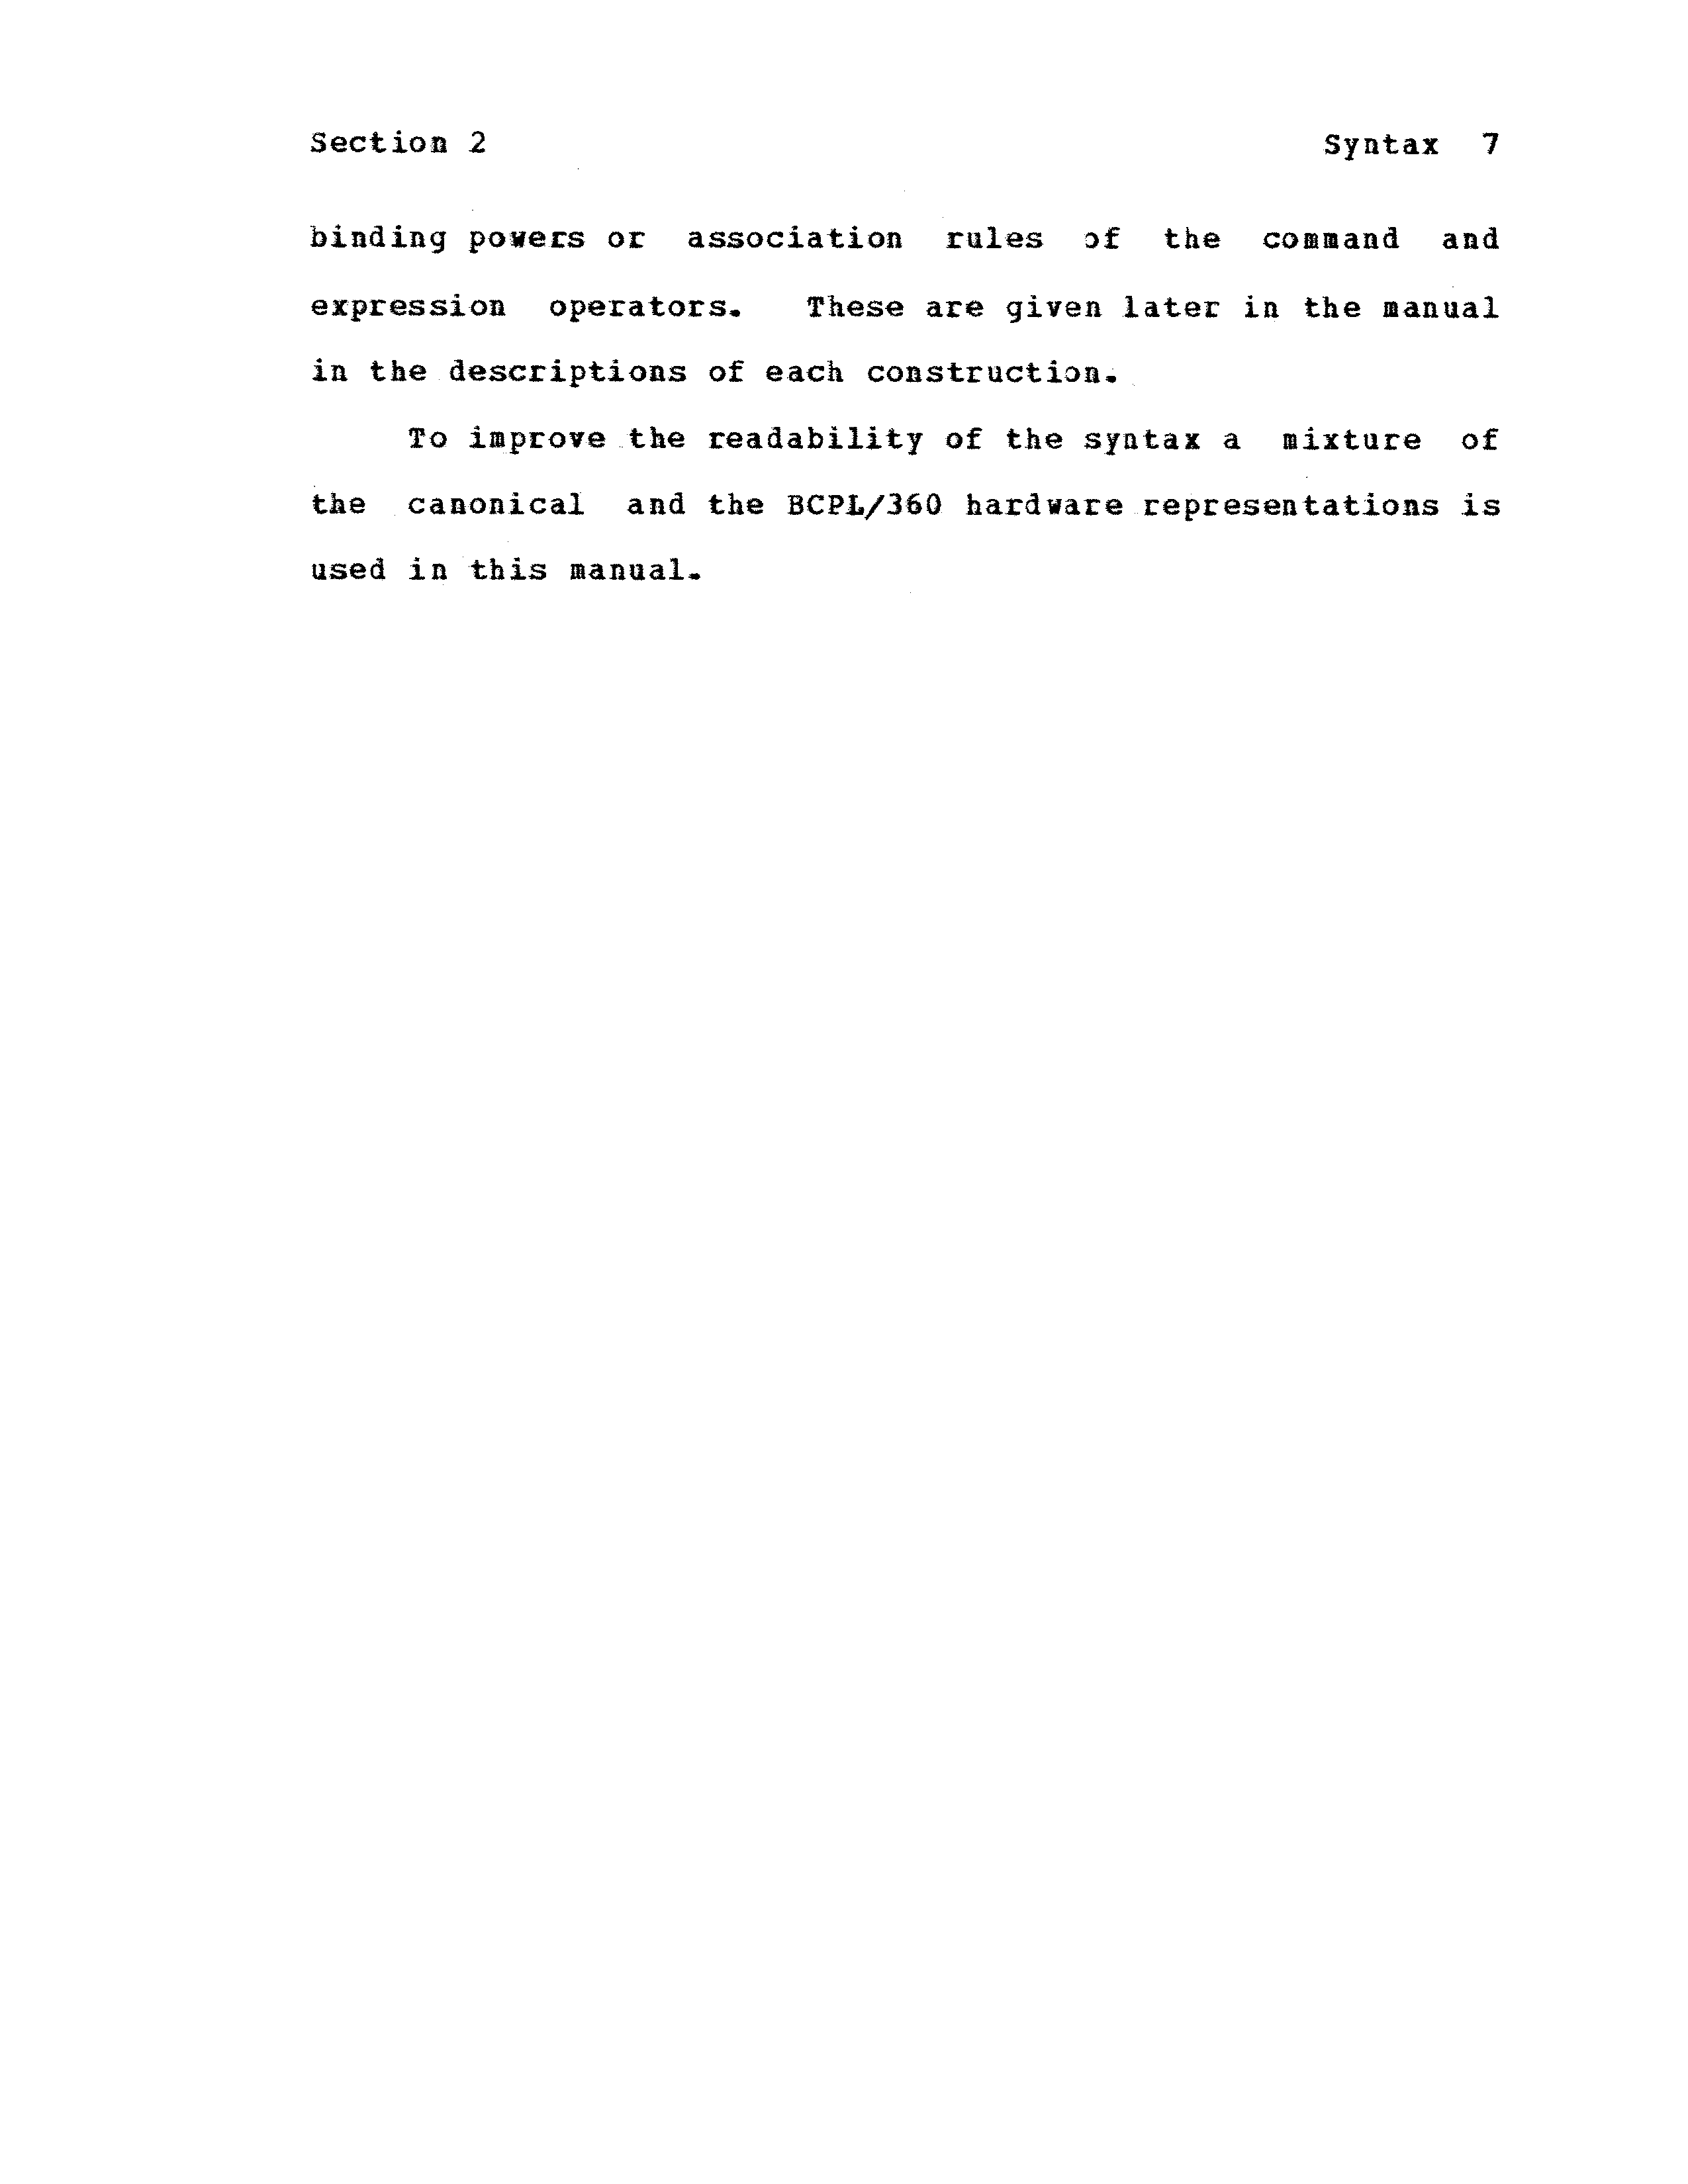 Section 2 Syntax 7
binding powers or association rules of the command and
expression operators. These are given later in the manual
in the descriptions of each construction.
To improve the readability of the syntax a mixture of
the canonical and the BCPL/360 hardware representations is
used in this manual.